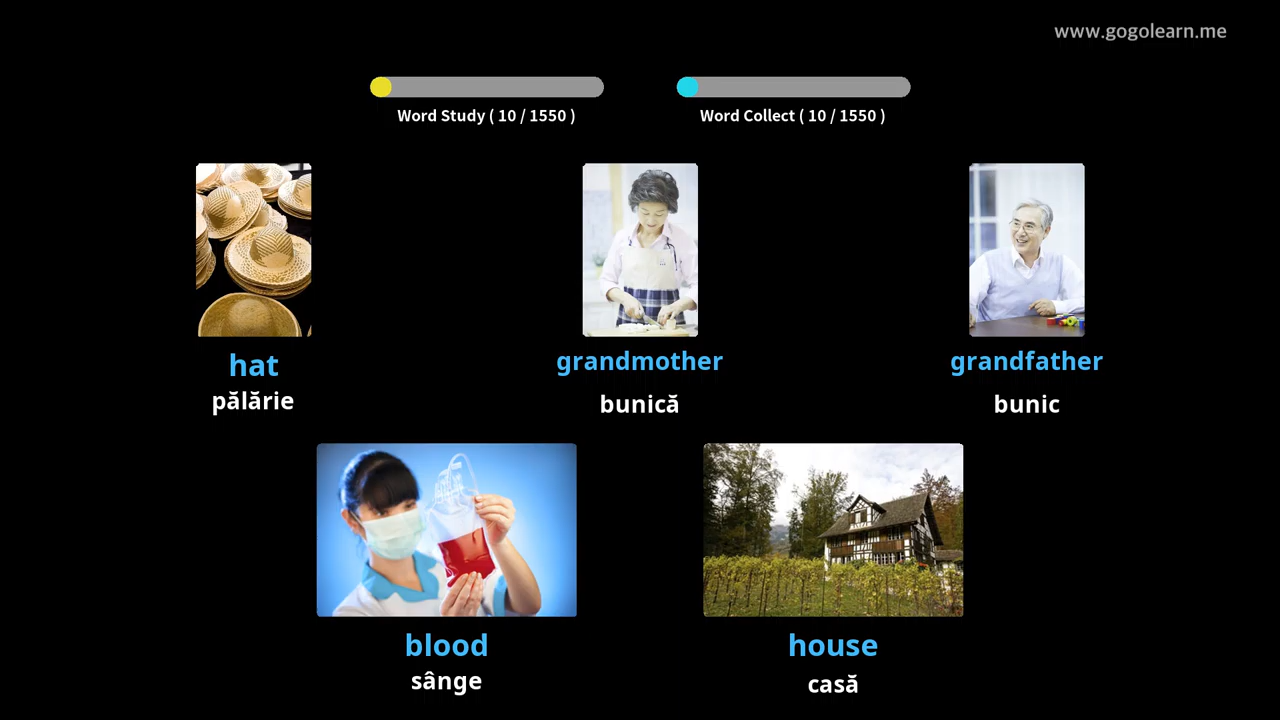 www.gogolearn.me
Word Study ( 10 / 1550 )
Word Collect ( 10 / 1550 )
hat
pălărie
grandmother
bunică
grandfather
bunic
blood
sânge
house
casă